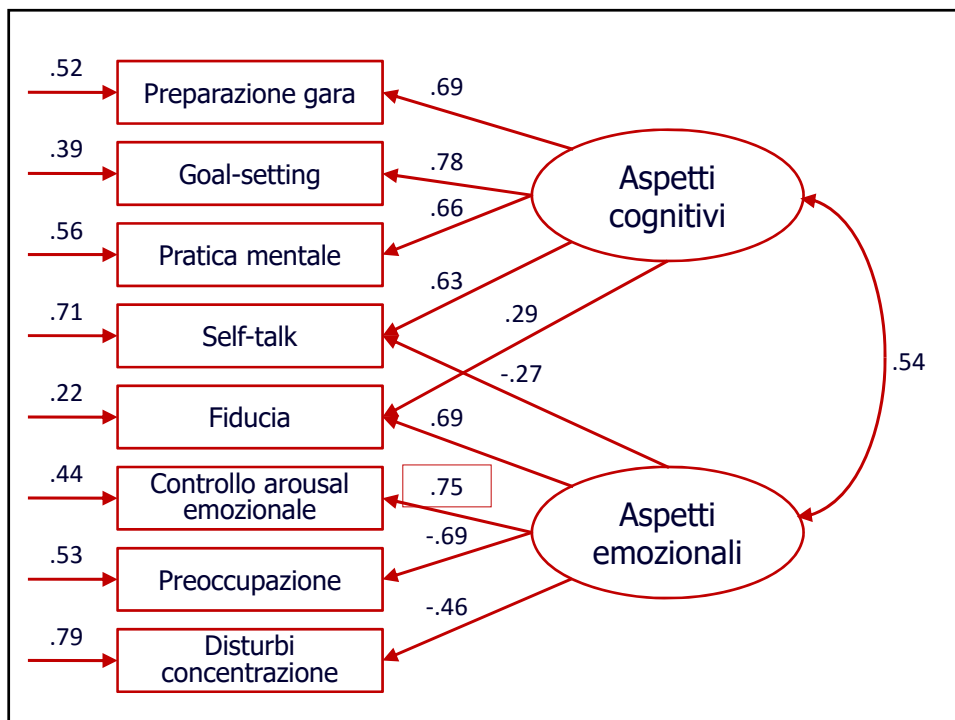 .52
Preparazione gara
.69
.39
Goal-setting
.78
.66
.56
Pratica mentale
.63
.71
Self-talk
.29
-.27
.22
Fiducia
.69
.44
Controllo arousal
emozionale
.75
-.69
.53
Preoccupazione
-.46
.79
Disturbi
concentrazione
Aspetti
cognitivi
.54
Aspetti
emozionali